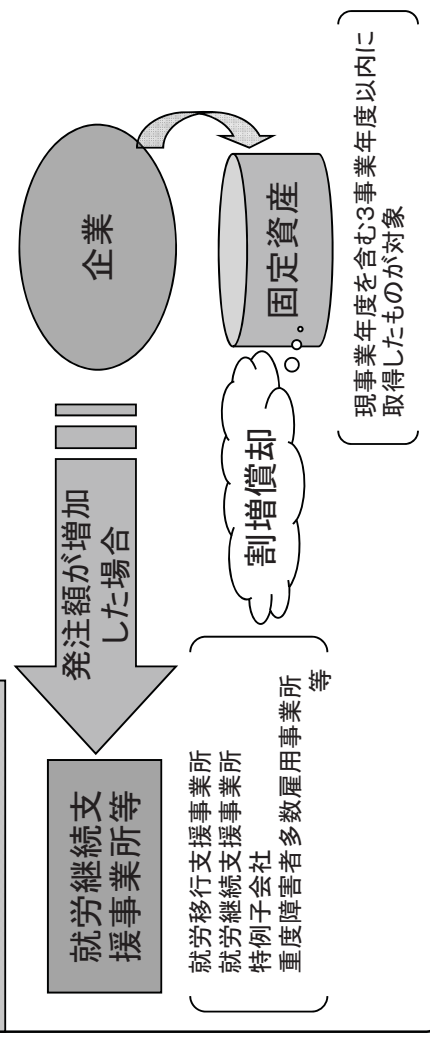 企業
固定資産
現事業年度を含む3事業年度以内に
取得したものが対象
発注額が増加
した場合
割増償却
就労継続支
援事業所等
就労移行支援事業所
就労継続支援事業所
特例子会社
重度障害者多数雇用事業所
等